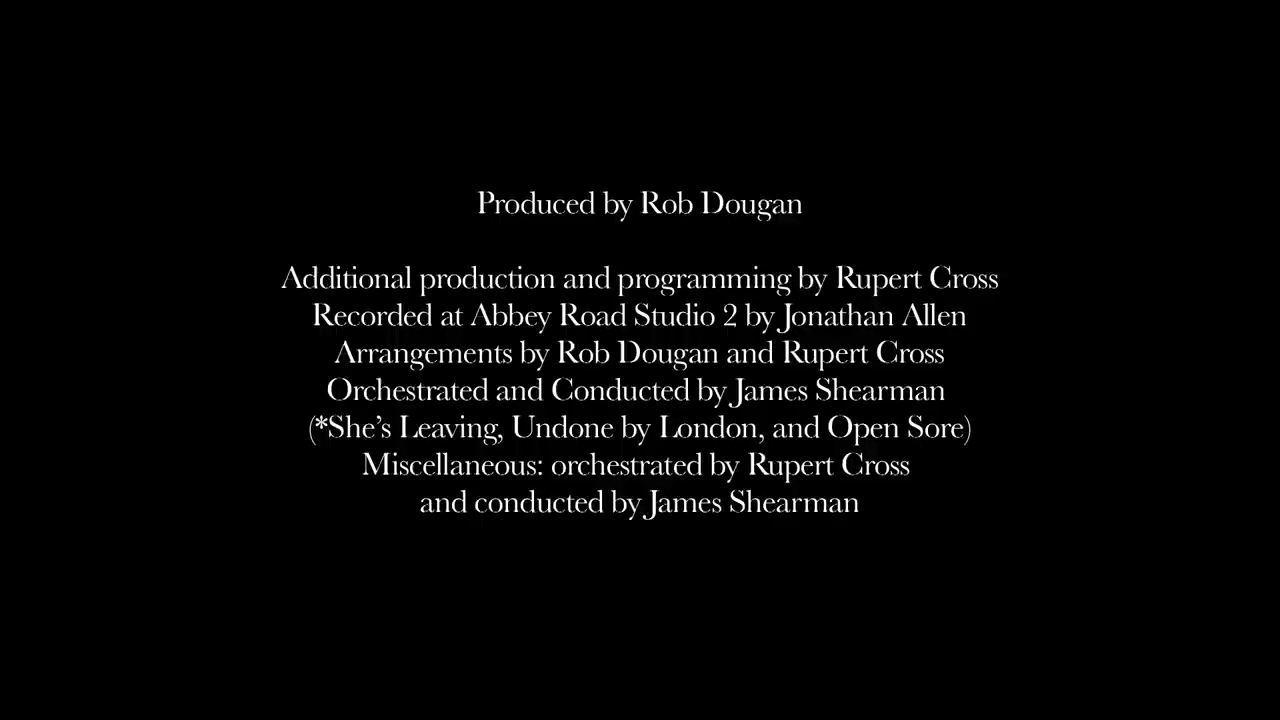 Produced by Rob Dougan
Additional production and programming by Rupert Cross
Recorded at Abbey Road Studio 2 by Jonathan Allen
Arrangements by Rob Dougan and Rupert Cross
Orchestrated and Conducted by James Shearman
(*She's Leaving, Undone by London, and Open Sore)
Miscellaneous: orchestrated by Rupert Cross
and conducted by James Shearman